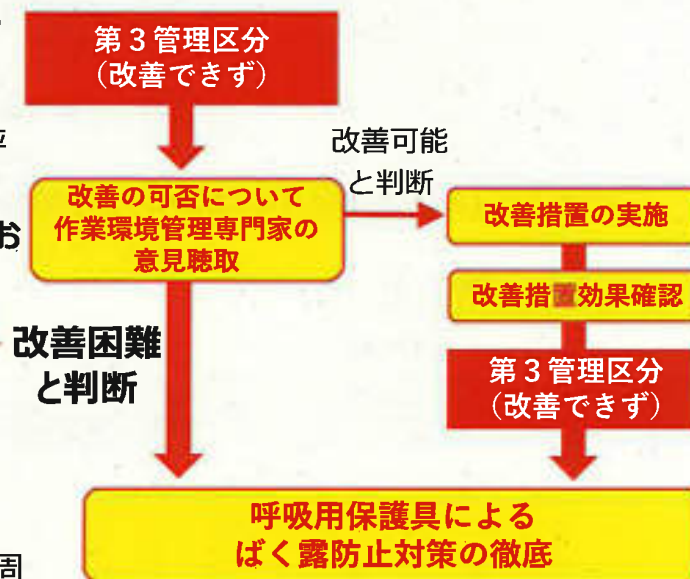 第３管理区分
（改善できず）
改善可能
と判断
改善の可否について
作業環境管理専門家の
意見聴取
改善措置の実施
お
改善措 効果確認
改善困難
と判断
第３管理区分
（改善できず）
呼吸用保護具による
ばく露防止対策の徹底
周